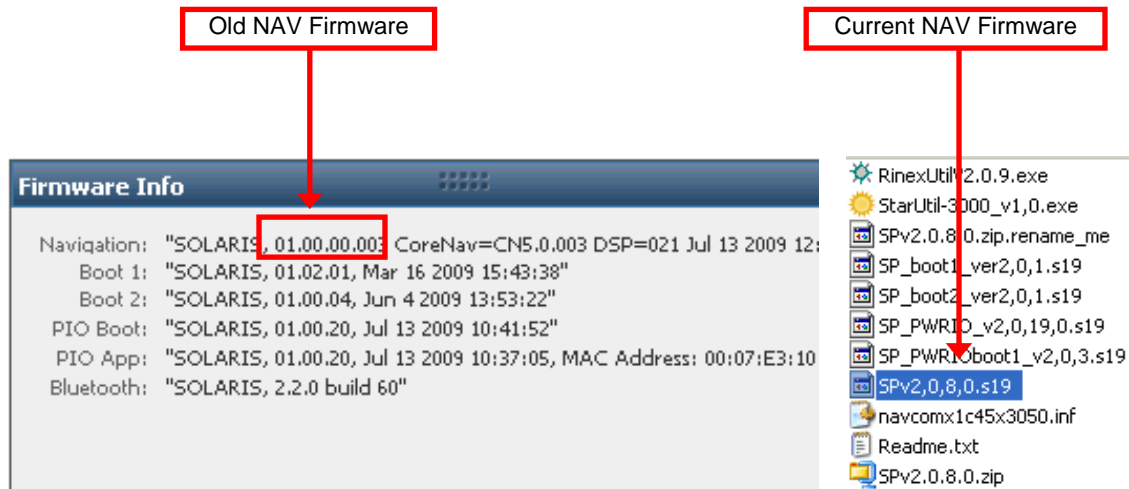 Old NAV Firmware
Current NAV Firmware
Firmware Info
Navigation: "SOLARIS, 01.00.00.003 CoreNav=CN5.0.003 DSP=021 Jul 13 2009 12:
Boot 1: "SOLARIS, 01.02.01, Mar 16 2009 15:43:38"
Boot 2: "SOLARIS, 01.00.04, Jun 4 2009 13:53:22"
PIO Boot: "SOLARIS, 01.00.20, Jul 13 2009 10:41:52"
PIO App: "SOLARIS, 01.00.20, Jul 13 2009 10:37:05, MAC Address: 00:07:E3:10
Bluetooth: "SOLARIS, 2.2.0 build 60"
RinexUtilV2.0.9.exe
StarUtil-3000_v1,0.exe
SPv2.0.8.0.zip.rename_me
SP_boot1_ver2,0,1.s19
SP_boot2_ver2,0,1.s19
SP_PWRIO_v2,0,19,0.s19
SP_PWRIOboot1_v2,0,3.s19
SPv2,0,8,0.s19
navcomx1c45x3050.inf
Readme.txt
SPv2.0.8.0.zip